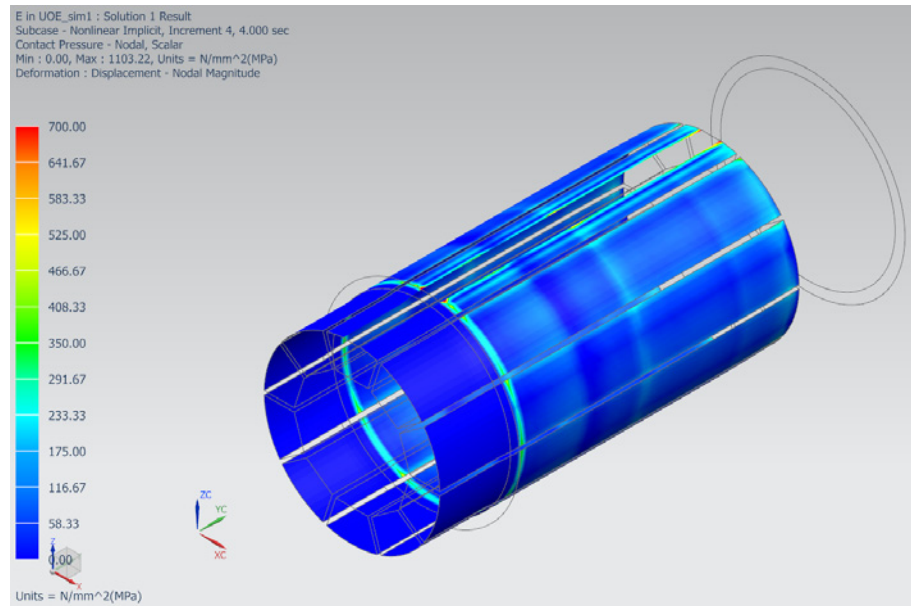 E in UOE_sim1 : Solution 1 Result
Subcase - Nonlinear Implicit, Increment 4, 4.000 sec
Contact Pressure - Nodal, Scalar
Min : 0.00, Max : 1103.22, Units = N/mm^2(MPa)
Deformation : Displacement - Nodal Magnitude
700.00
641.67
583.33
525.00
466.67
408.33
350.00
291.67
233.33
175.00
116.67
58.33
0.00
ZC
YC
XC
Z
X
Units = N/mm^2(MPa)